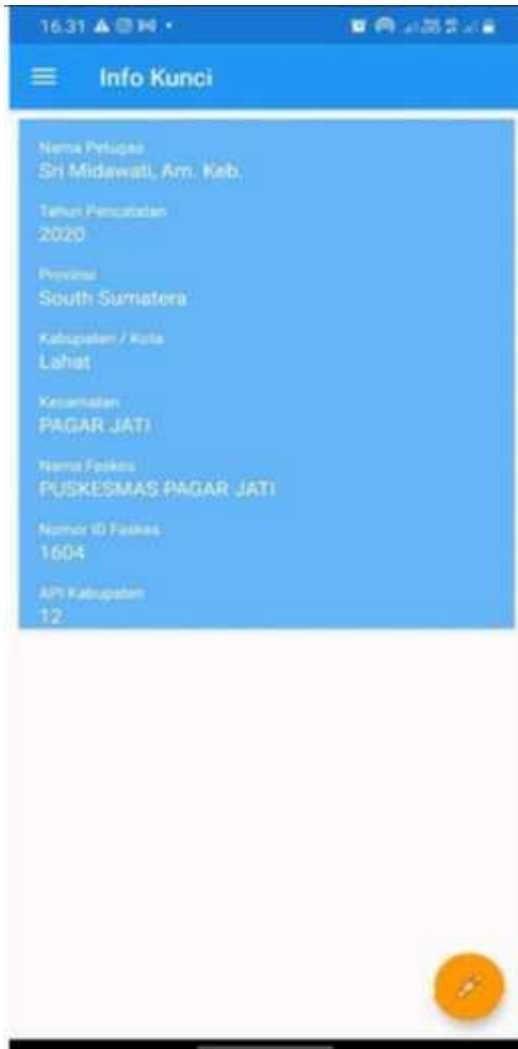 16.31
Info Kunci
Nama Petugas
Sri Midawati, Am. Keb.
Tahun Pencatatan
2020
Provinsi
South Sumatera
Kabupaten / Kota
Lahat
Kecamatan
PAGAR JATI
Nama Faskes
PUSKESMAS PAGAR JATI
Nomor ID Faskes
1604
API Kabupaten
12